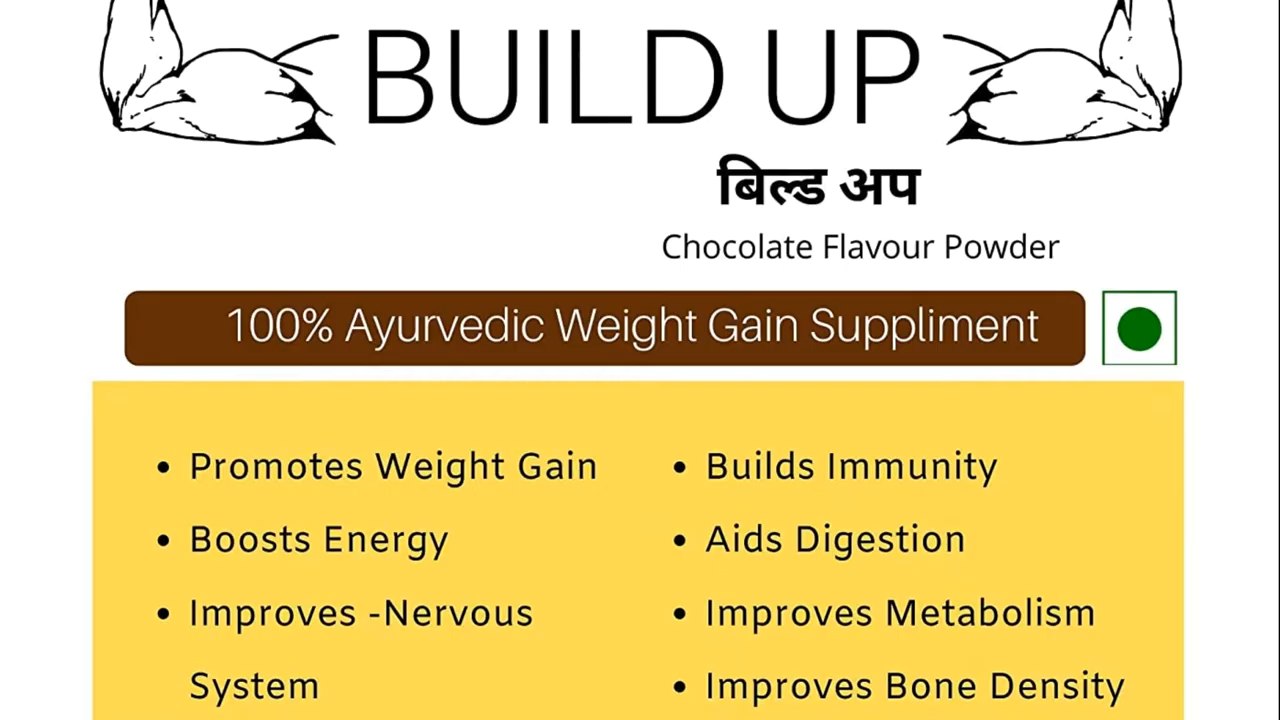 BUILD UP
बिल्ड अप
Chocolate Flavour Powder
100% Ayurvedic Weight Gain Suppliment
• Promotes Weight Gain
• Boosts Energy
• Improves -Nervous
System
• Builds Immunity
• Aids Digestion
• Improves Metabolism
• Improves Bone Density